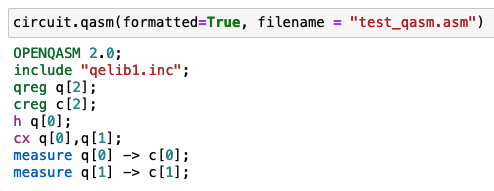 circuit.qasm(formatted=True, filename = "test_qasm.asm")
OPENQASM 2.0;
include "qelib1.inc";
qreg q[2];
creg c[2];
h q[0];
cx q[0],q[1];
measure q[0] -> c[0];
measure q[1] -> c[1];